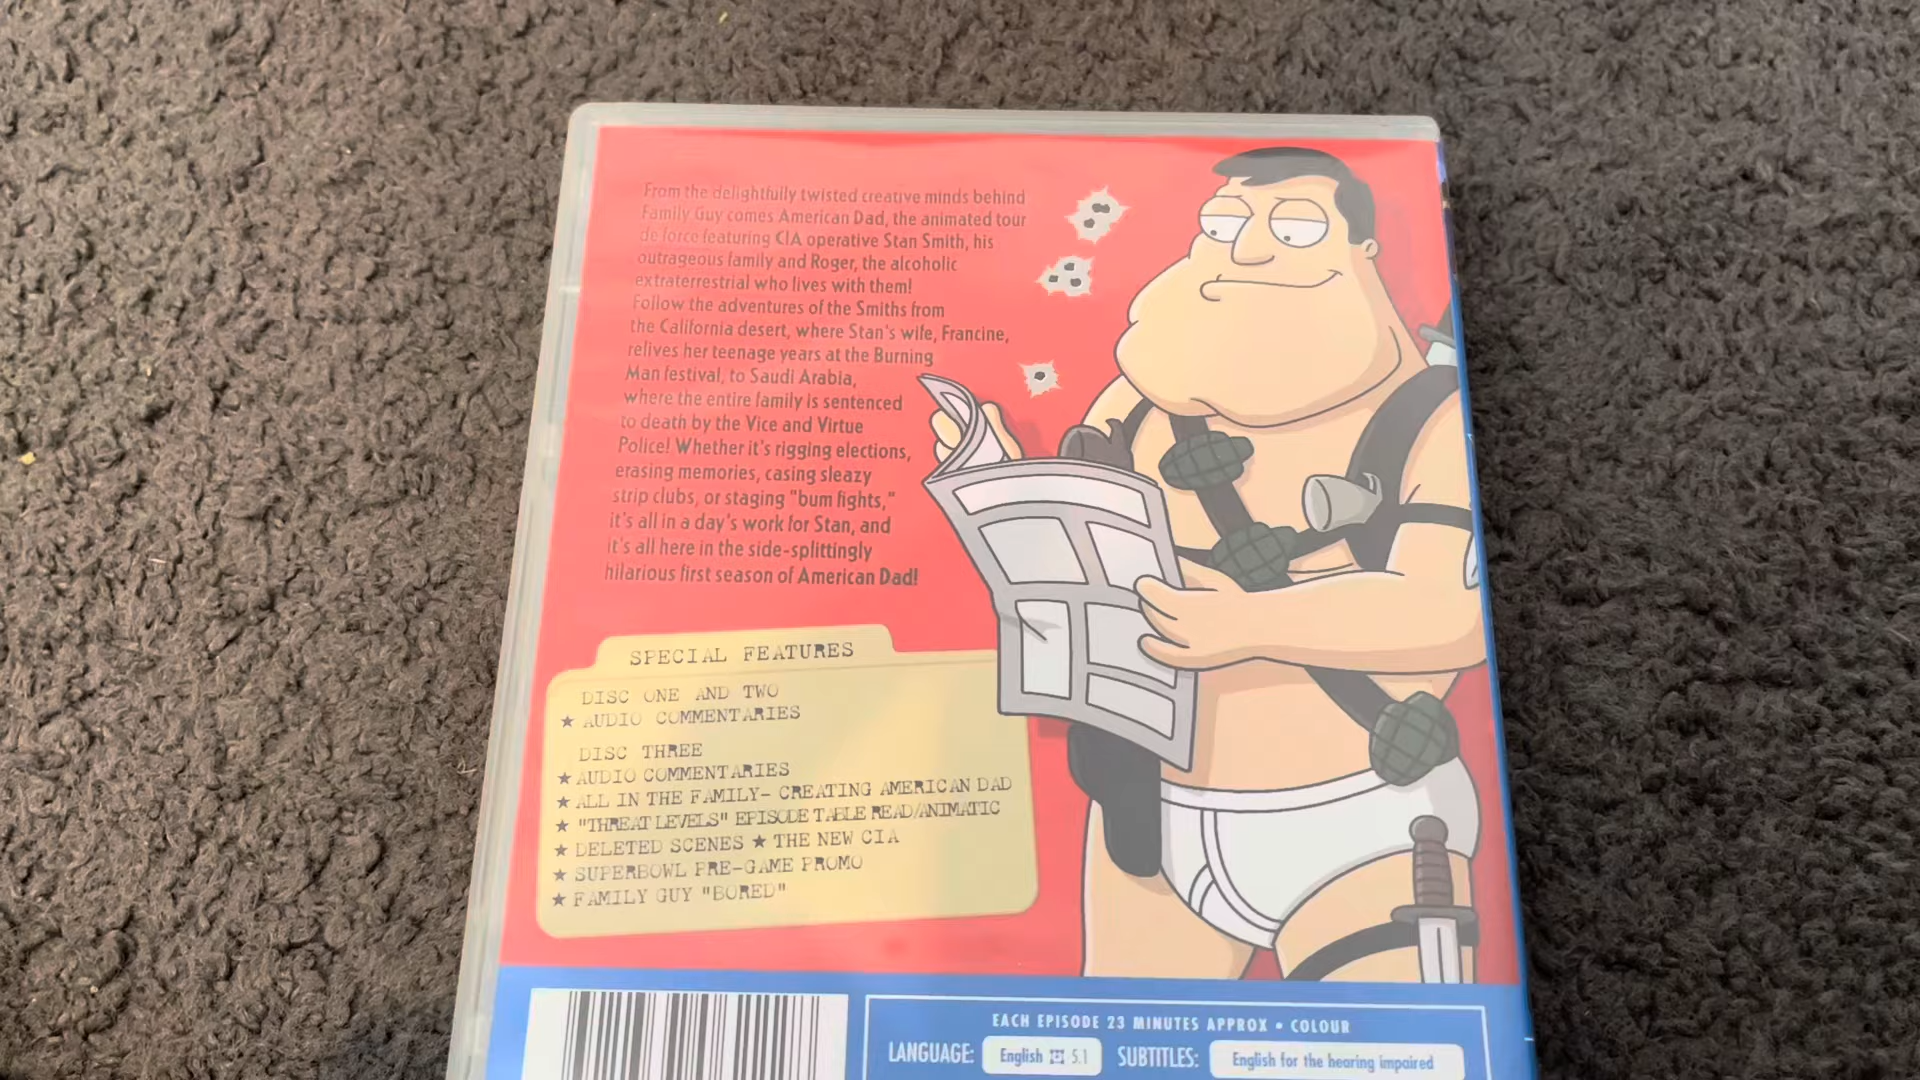 From the delightfully twisted creative minds behind
Family Guy comes American Dad, the animated tour
de force featuring CIA operative Stan Smith, his
outrageous family and Roger, the alcoholic
extraterrestrial who lives with them!
Follow the adventures of the Smiths from
the California desert, where Stan's wife, Francine,
relives her teenage years at the Burning
Man festival, to Saudi Arabia,
where the entire family is sentenced
to death by the Vice and Virtue
Police! Whether it's rigging elections,
erasing memories, casing sleazy
strip clubs, or staging "bum fights,"
it's all in a day's work for Stan, and
it's all here in the side-splittingly
hilarious first season of American Dad!
SPECIAL FEATURES
DISC ONE AND TWO
★ AUDIO COMMENTARIES
DISC THREE
★ AUDIO COMMENTARIES
★ ALL IN THE FAMILY- CREATING AMERICAN DAD
★ "THREAT LEVELS" EPISODE TABLE READ/ANIMATIC
★ DELETED SCENES ★ THE NEW CIA
★ SUPERBOWL PRE-GAME PROMO
★ FAMILY GUY "BORED"
EACH EPISODE 23 MINUTES APPROX • COLOUR
LANGUAGE: English 5.1 SUBTITLES: English for the hearing impaired